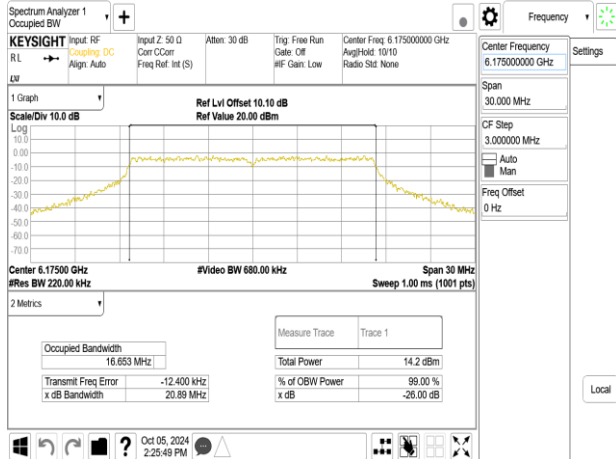 Spectrum Analyzer 1
Occupied BW
+
Frequency
KEYSIGHT
RL
Input: RF
Coupling: DC
Align: Auto
Input Z: 50 Ω
Corr CCorr
Freq Ref: Int (S)
Atten: 30 dB
Trig: Free Run
Gate: Off
#IF Gain: Low
Center Freq: 6.175000000 GHz
Avg|Hold: 10/10
Radio Std: None
LXI
Center Frequency
6.175000000 GHz
Settings
Span
30.000 MHz
CF Step
3.000000 MHz
Auto
Man
Freq Offset
0 Hz
Local
1 Graph
Scale/Div 10.0 dB
Ref Lvl Offset 10.10 dB
Ref Value 20.00 dBm
Log
10.0
0.00
-10.0
-20.0
-30.0
-40.0
-50.0
-60.0
-70.0
Center 6.17500 GHz
#Video BW 680.00 kHz
Span 30 MHz
#Res BW 220.00 kHz
Sweep 1.00 ms (1001 pts)
2 Metrics
Measure Trace
Trace 1
Occupied Bandwidth
16.653 MHz
Total Power
14.2 dBm
Transmit Freq Error
-12.400 kHz
% of OBW Power
99.00 %
x dB Bandwidth
20.89 MHz
x dB
-26.00 dB
?
Oct 05, 2024
2:25:49 PM